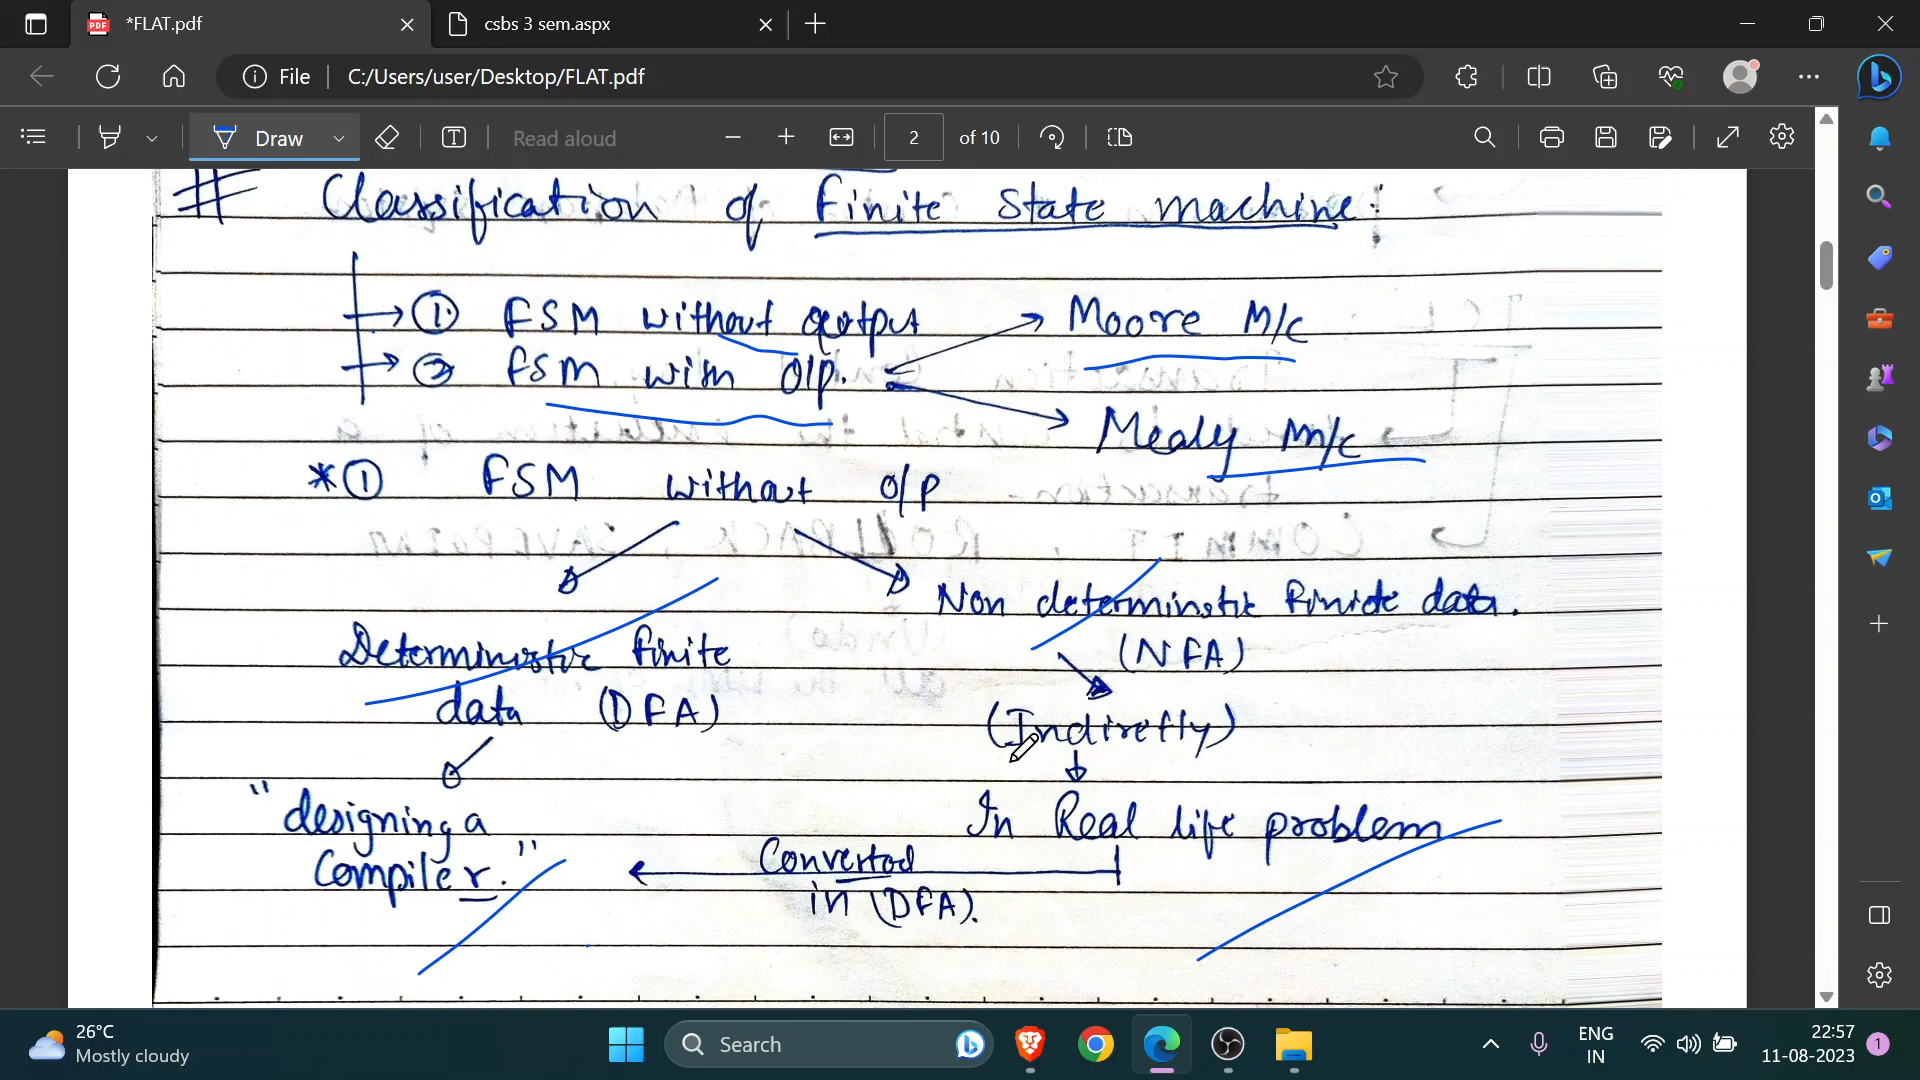 *FLAT.pdf
csbs 3 sem.aspx
File
C:/Users/user/Desktop/FLAT.pdf
Draw
Read aloud
2 of 10
# Classification of Finite State Machine:
→ ① FSM without output → Moore M/C
→ ② FSM with O/P. → Mealy M/C
* ① FSM without O/P
Non deterministic finite data.
Deterministic finite (NFA)
data (DFA) (Indirectly)
"designing a In Real life problem
Compiler." Converted
in (DFA).
26°C
Mostly cloudy
Search
ENG
IN
22:57
11-08-2023
1